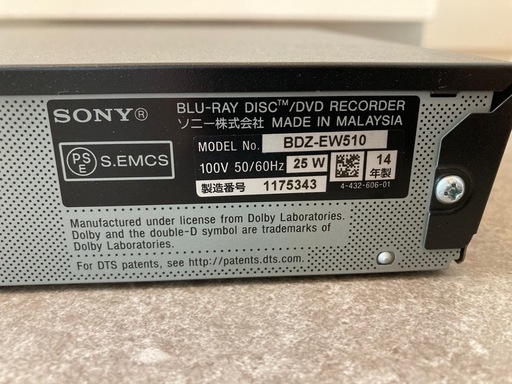 SONY®
BLU-RAY DISC™/DVD RECORDER
ソニー株式会社 MADE IN MALAYSIA
PS
E
S.EMCS
MODEL No. BDZ-EW510
100V 50/60Hz 25 W
14
年製
製造番号 1175343
4-432-606-01
Manufactured under license from Dolby Laboratories.
Dolby and the double-D symbol are trademarks of
Dolby Laboratories.
For DTS patents, see http://patents.dts.com.